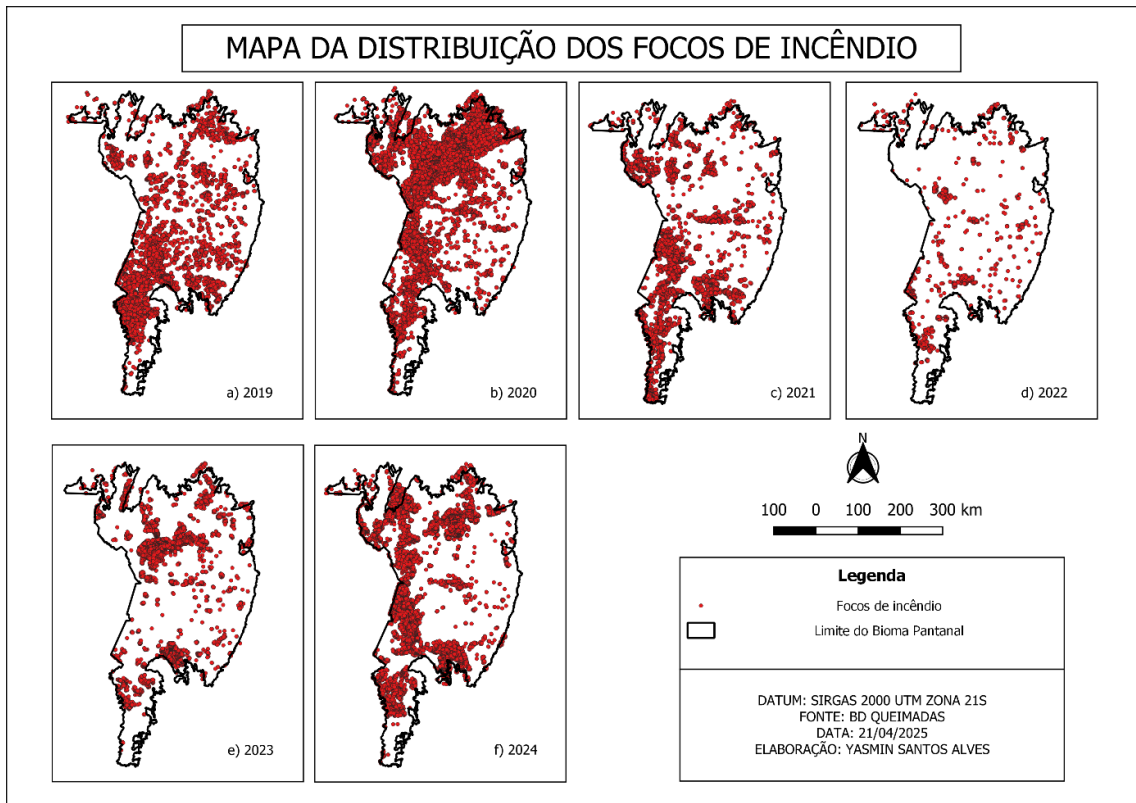 MAPA DA DISTRIBUIÇÃO DOS FOCOS DE INCÊNDIO
a) 2019
b) 2020
c) 2021
d) 2022
e) 2023
f) 2024
N
100 0 100 200 300 km
Legenda
Focos de incêndio
Limite do Bioma Pantanal
DATUM: SIRGAS 2000 UTM ZONA 21S
FONTE: BD QUEIMADAS
DATA: 21/04/2025
ELABORAÇÃO: YASMIN SANTOS ALVES